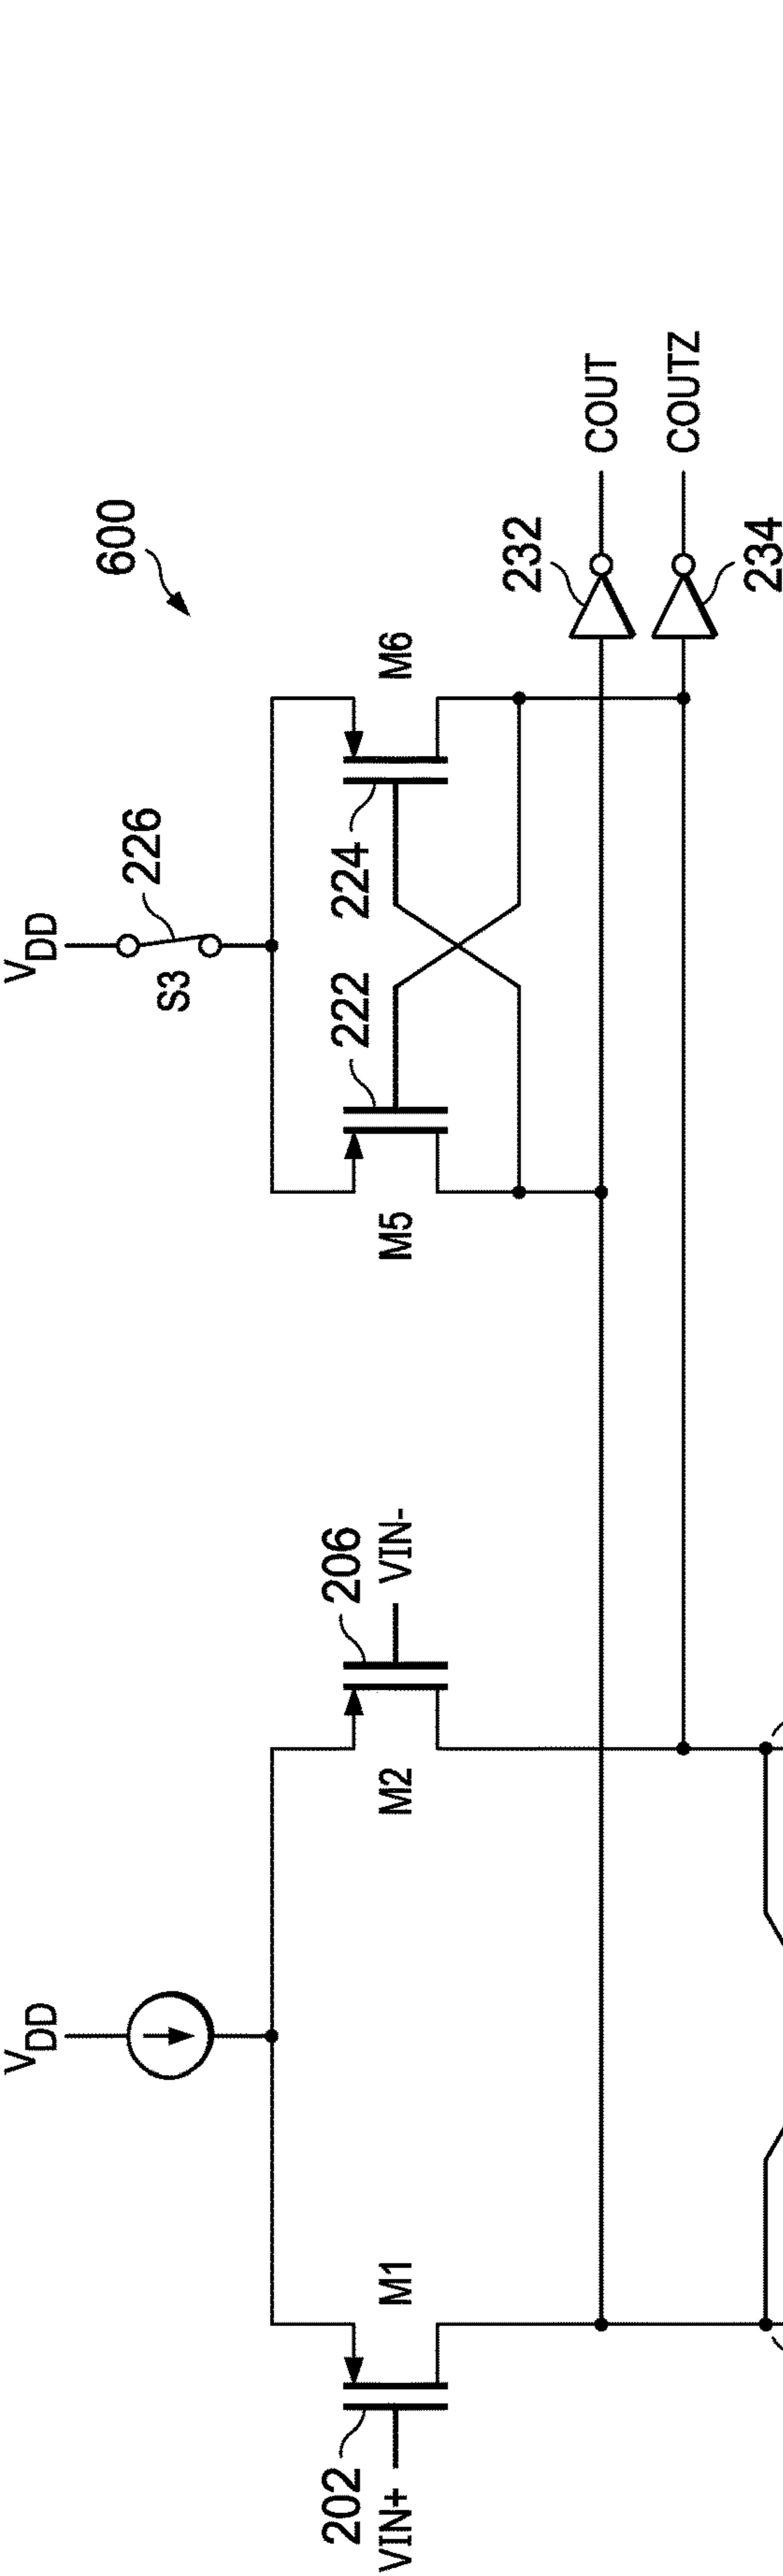 600
V_DD
V_DD
226
S3
202
VIN+
M1
M2
206
VIN-
M5
222
224
M6
232
COUT
COUTZ
234